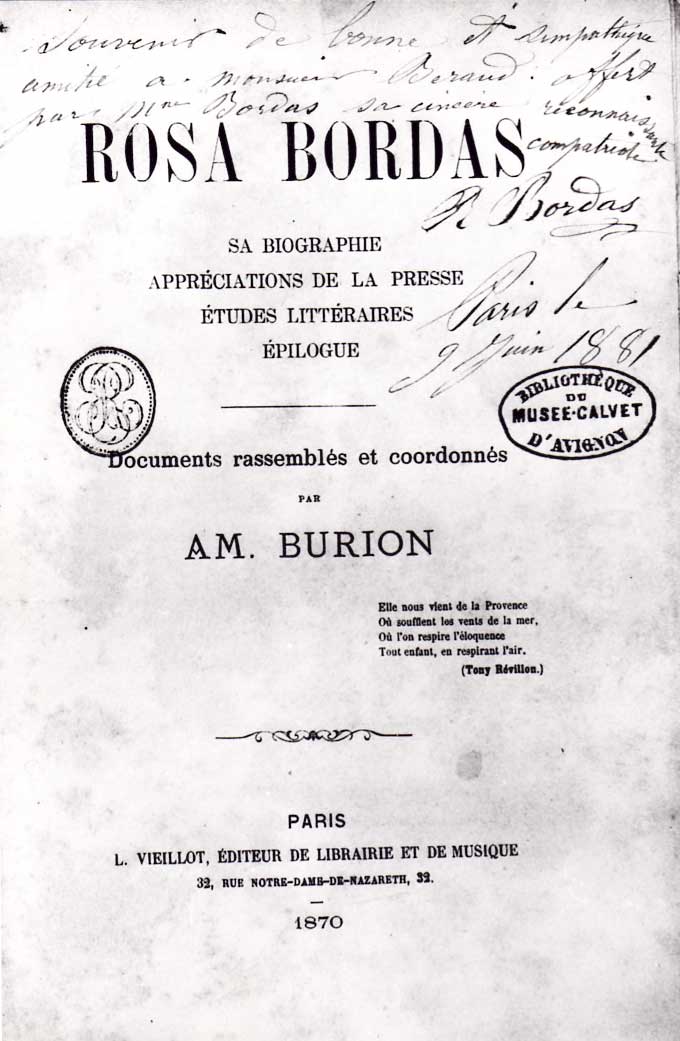 Souvenir de bonne et simpathique
amitié a monsieur Beraud. offert
par Mme Bordas sa cincère reconnaissante
compatriote
ROSA BORDAS
R Bordas
SA BIOGRAPHIE
APPRÉCIATIONS DE LA PRESSE
ÉTUDES LITTÉRAIRES
ÉPILOGUE
Paris le
9 Juin 1881
BIBLIOTHÈQUE
DU
MUSEE-CALVET
D'AVIGNON
Documents rassemblés et coordonnés
PAR
AM. BURION
Elle nous vient de la Provence
Où soufflent les vents de la mer,
Où l'on respire l'éloquence
Tout enfant, en respirant l'air.
(Tony Révillon.)
PARIS
L. VIEILLOT, ÉDITEUR DE LIBRAIRIE ET DE MUSIQUE
32, RUE NOTRE-DAME-DE-NAZARETH, 32.
1870